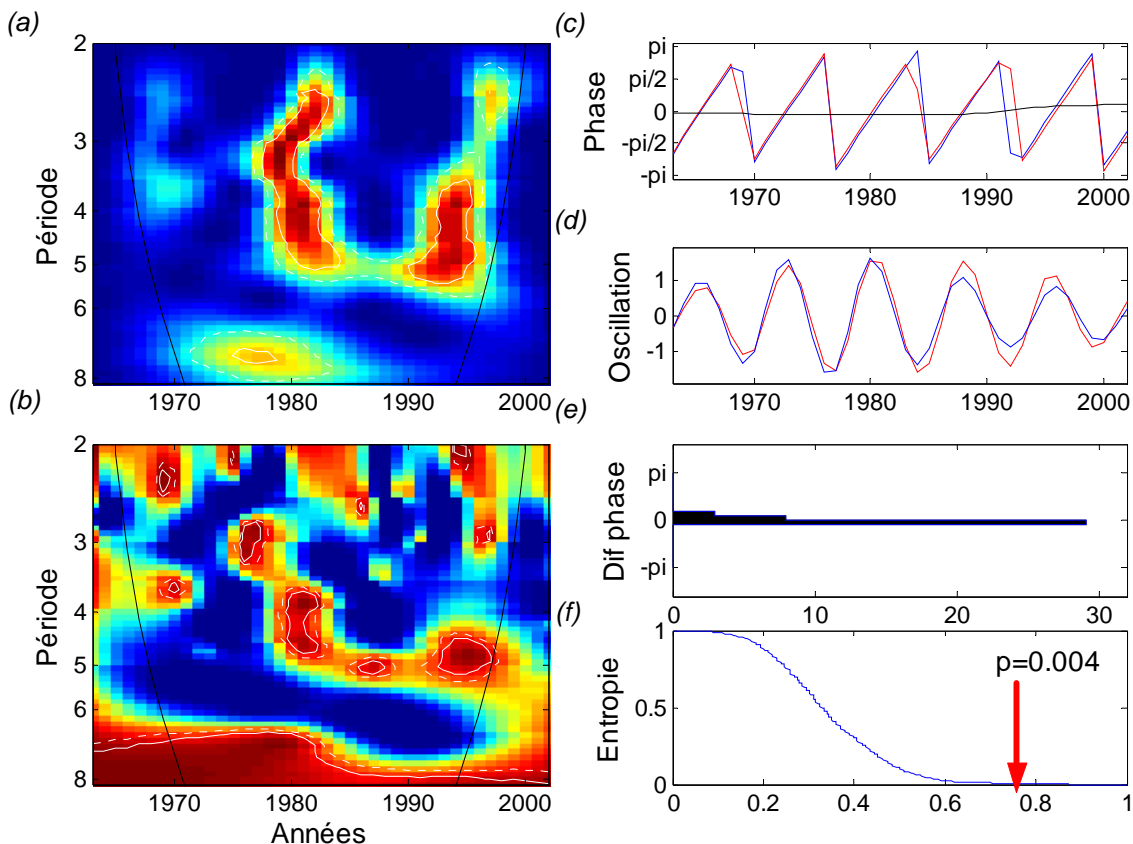 (a)
2
3
4
5
6
8
Période
1970 1980 1990 2000
(b)
2
3
4
5
6
8
Période
1970 1980 1990 2000
Années
(c)
pi
pi/2
0
-pi/2
-pi
Phase
1970 1980 1990 2000
(d)
1
0
-1
Oscillation
1970 1980 1990 2000
(e)
pi
0
-pi
Dif phase
0 10 20 30
(f)
1
0.5
0
Entropie
p=0.004
0 0.2 0.4 0.6 0.8 1